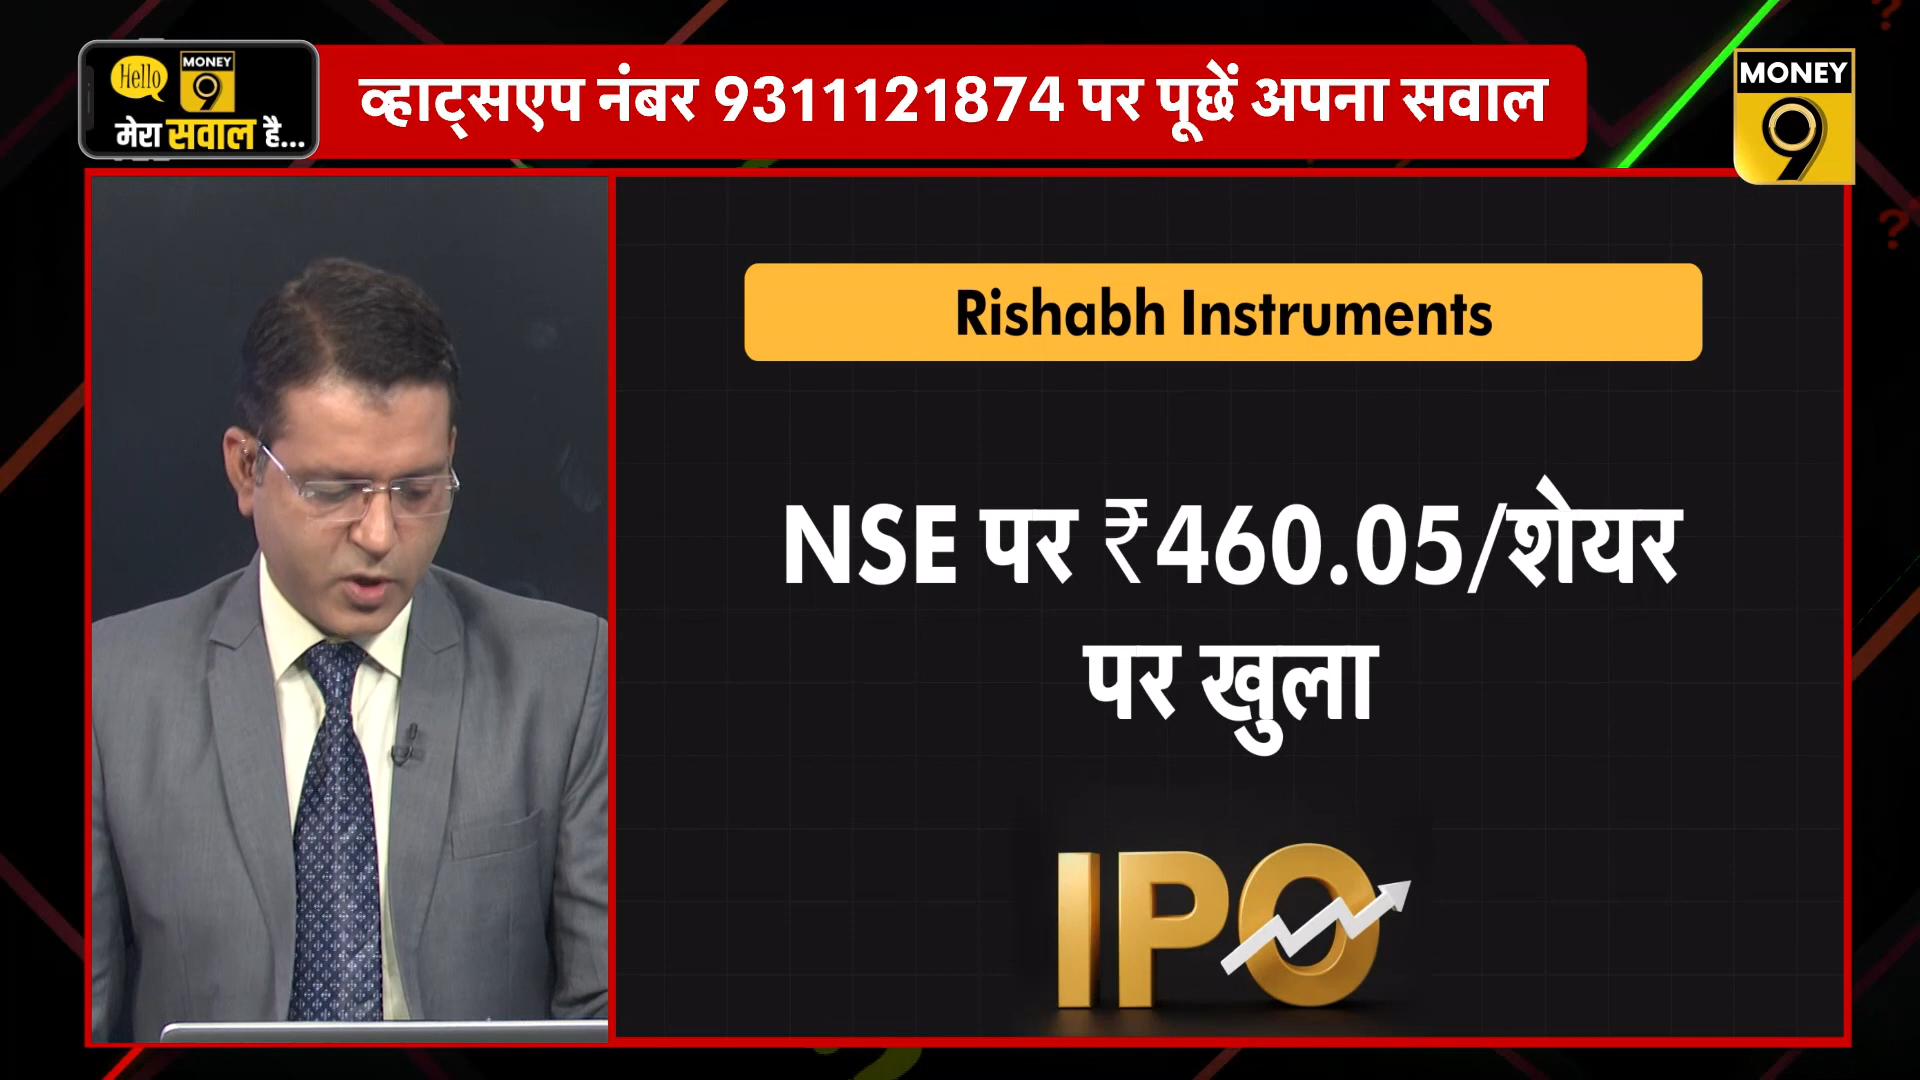 Hello
MONEY
9
मेरा सवाल है...
व्हाट्सएप नंबर 9311121874 पर पूछें अपना सवाल
MONEY
9
Rishabh Instruments
NSE पर ₹460.05/शेयर
पर खुला
IPO